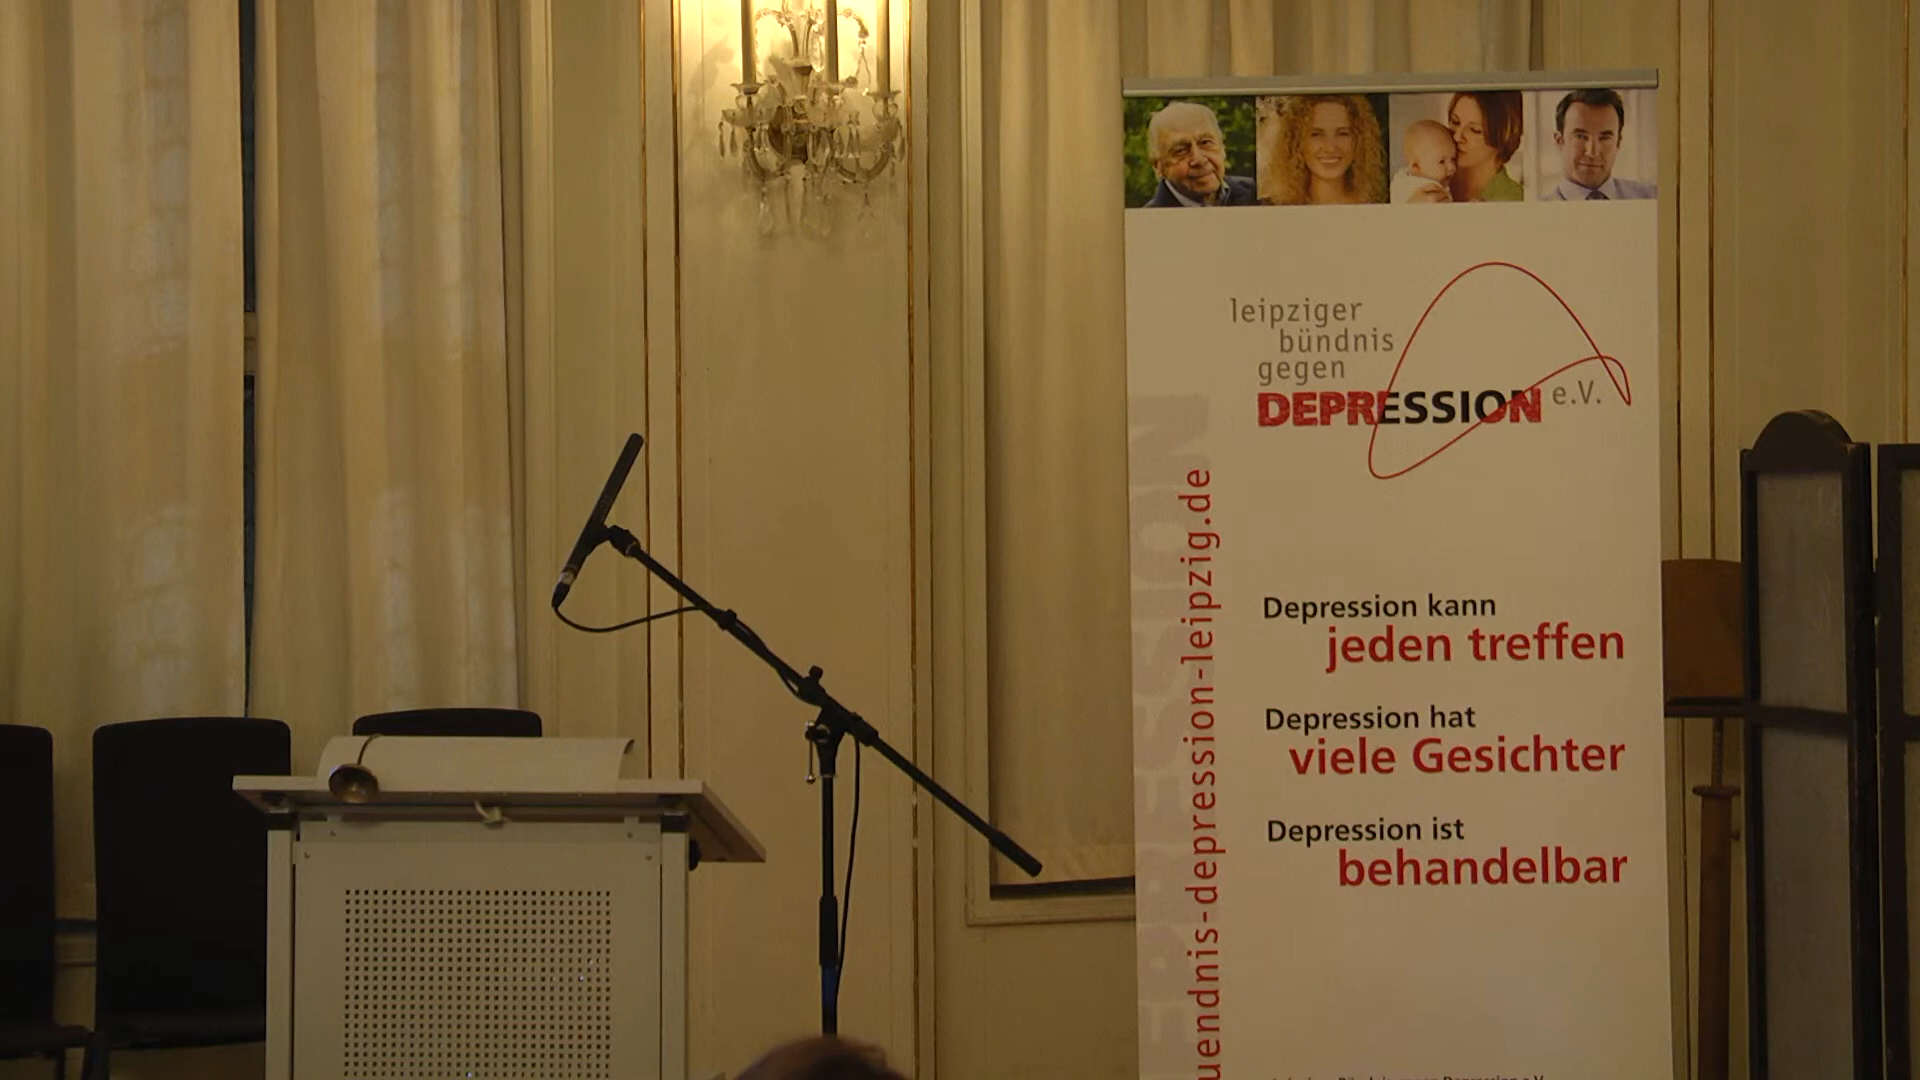 leipziger
bündnis
gegen
DEPRESSION e.V.
uendnis-depression-leipzig.de
Depression kann
jeden treffen
Depression hat
viele Gesichter
Depression ist
behandelbar